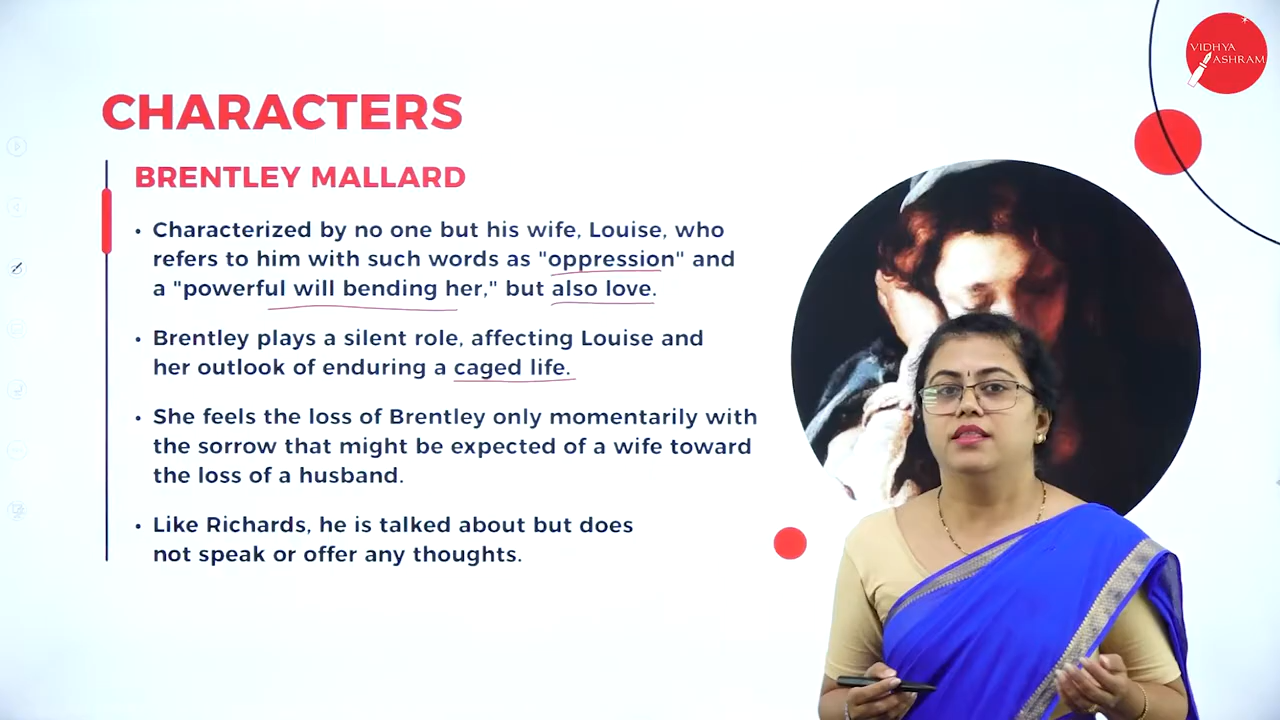 VIDHYA
ASHRAM
CHARACTERS
BRENTLEY MALLARD
• Characterized by no one but his wife, Louise, who
refers to him with such words as "oppression" and
a "powerful will bending her," but also love.
• Brentley plays a silent role, affecting Louise and
her outlook of enduring a caged life.
• She feels the loss of Brentley only momentarily with
the sorrow that might be expected of a wife toward
the loss of a husband.
• Like Richards, he is talked about but does
not speak or offer any thoughts.